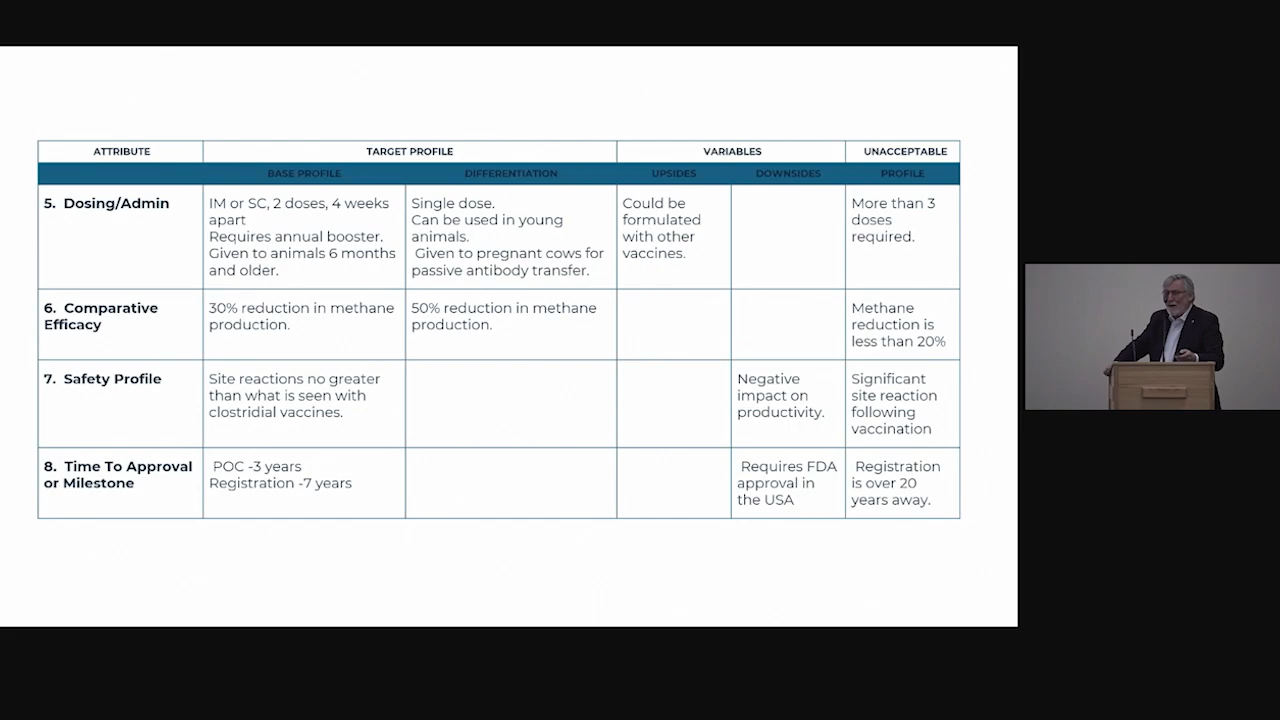 ATTRIBUTE TARGET PROFILE VARIABLES UNACCEPTABLE
BASE PROFILE DIFFERENTIATION UPSIDES DOWNSIDES PROFILE
5. Dosing/Admin
IM or SC, 2 doses, 4 weeks
apart
Requires annual booster.
Given to animals 6 months
and older.
Single dose.
Can be used in young
animals.
Given to pregnant cows for
passive antibody transfer.
Could be
formulated
with other
vaccines.
More than 3
doses
required.
6. Comparative
Efficacy
30% reduction in methane
production.
50% reduction in methane
production.
Methane
reduction is
less than 20%
7. Safety Profile
Site reactions no greater
than what is seen with
clostridial vaccines.
Negative
impact on
productivity.
Significant
site reaction
following
vaccination
8. Time To Approval
or Milestone
POC -3 years
Registration -7 years
Requires FDA
approval in
the USA
Registration
is over 20
years away.